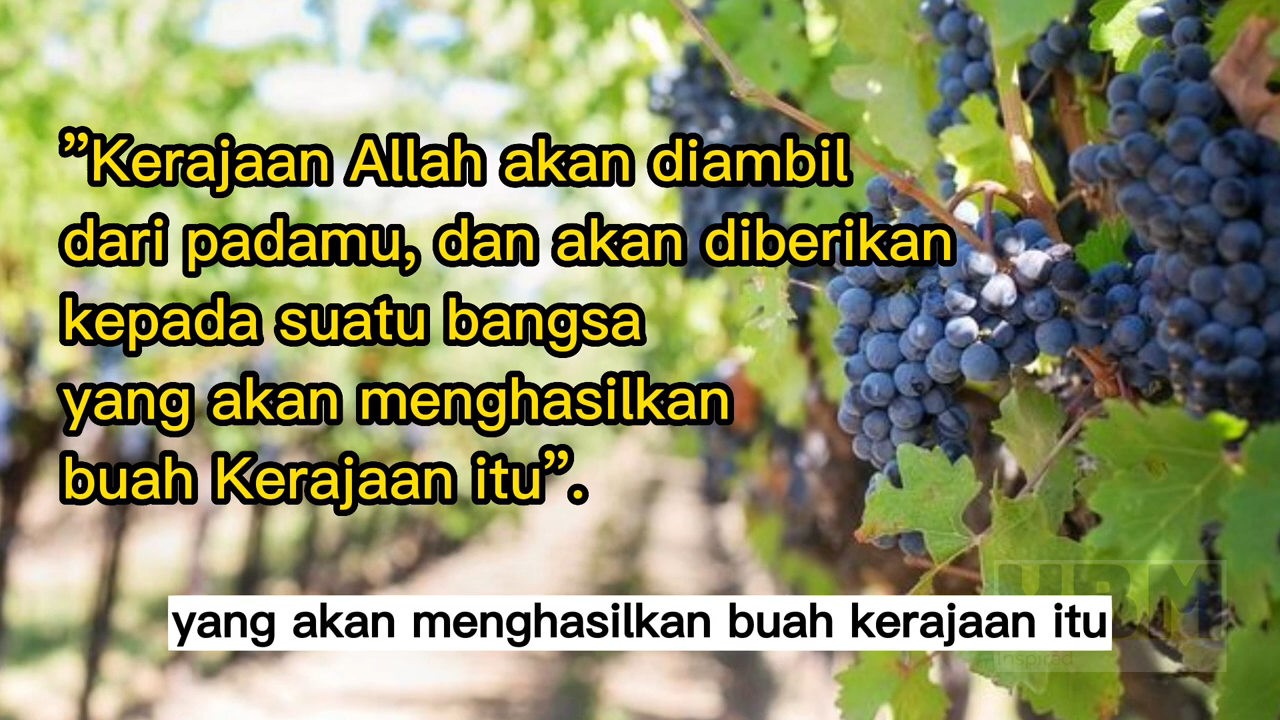 ”Kerajaan Allah akan diambil
dari padamu, dan akan diberikan
kepada suatu bangsa
yang akan menghasilkan
buah Kerajaan itu”.
yang akan menghasilkan buah kerajaan itu
Inspired